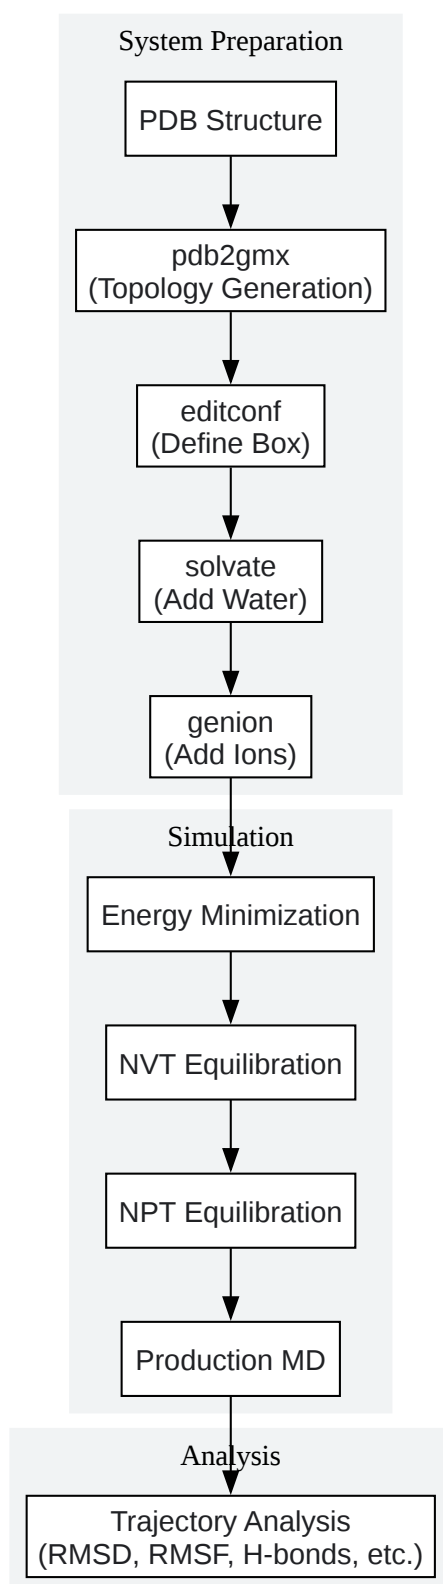 System Preparation
PDB Structure
pdb2gmx
(Topology Generation)
editconf
(Define Box)
solvate
(Add Water)
genion
(Add Ions)
Simulation
Energy Minimization
NVT Equilibration
NPT Equilibration
Production MD
Analysis
Trajectory Analysis
(RMSD, RMSF, H-bonds, etc.)